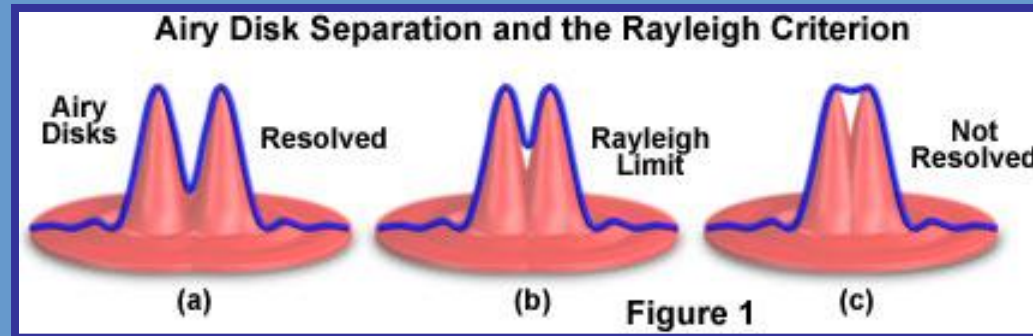 Airy Disk Separation and the Rayleigh Criterion
Airy
Disks
Resolved
Rayleigh
Limit
Not
Resolved
(a)
(b)
(c)
Figure 1